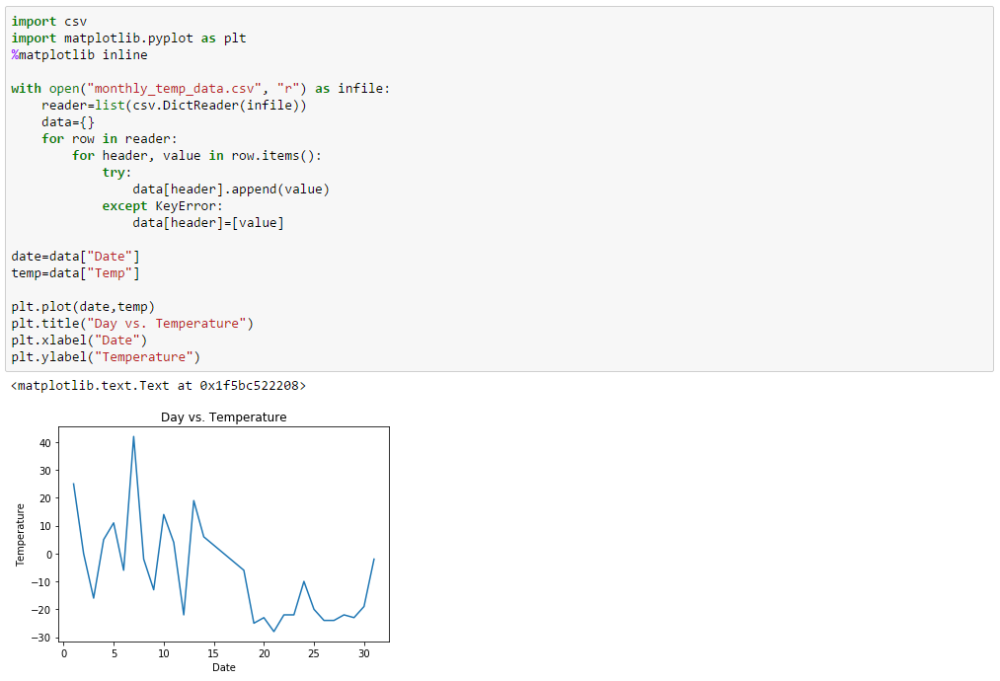 import csv
import matplotlib.pyplot as plt
%matplotlib inline
with open("monthly_temp_data.csv", "r") as infile:
    reader=list(csv.DictReader(infile))
    data={}
    for row in reader:
        for header, value in row.items():
            try:
                data[header].append(value)
            except KeyError:
                data[header]=[value]
date=data["Date"]
temp=data["Temp"]
plt.plot(date,temp)
plt.title("Day vs. Temperature")
plt.xlabel("Date")
plt.ylabel("Temperature")
<matplotlib.text.Text at 0x1f5bc522208>
Day vs. Temperature
40
30
20
10
0
−10
−20
−30
Temperature
0 5 10 15 20 25 30
Date